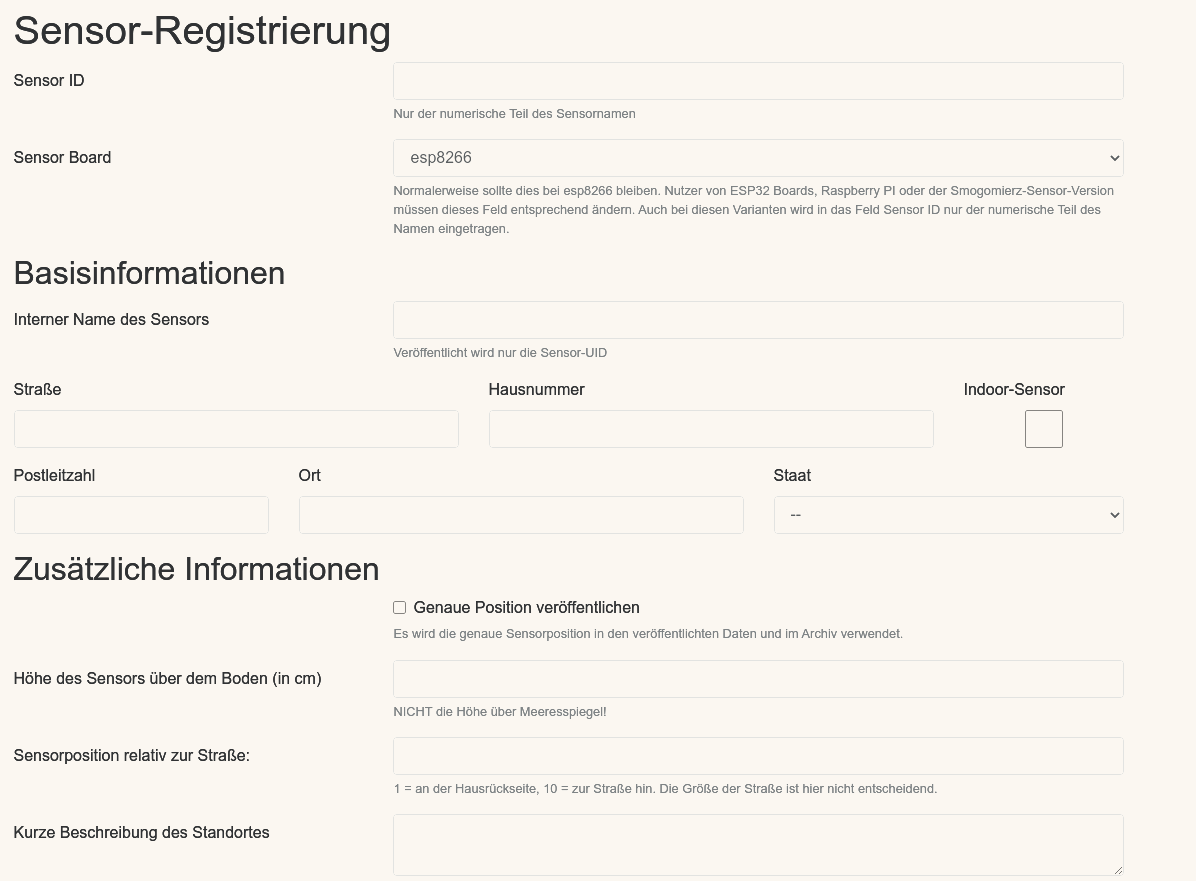 Sensor-Registrierung
Sensor ID
Nur der numerische Teil des Sensornamen
Sensor Board
esp8266
Normalerweise sollte dies bei esp8266 bleiben. Nutzer von ESP32 Boards, Raspberry PI oder der Smogomierz-Sensor-Version
müssen dieses Feld entsprechend ändern. Auch bei diesen Varianten wird in das Feld Sensor ID nur der numerische Teil des
Namen eingetragen.
Basisinformationen
Interner Name des Sensors
Veröffentlicht wird nur die Sensor-UID
Straße Hausnummer Indoor-Sensor
Postleitzahl Ort Staat
--
Zusätzliche Informationen
Genaue Position veröffentlichen
Es wird die genaue Sensorposition in den veröffentlichten Daten und im Archiv verwendet.
Höhe des Sensors über dem Boden (in cm)
NICHT die Höhe über Meeresspiegel!
Sensorposition relativ zur Straße:
1 = an der Hausrückseite, 10 = zur Straße hin. Die Größe der Straße ist hier nicht entscheidend.
Kurze Beschreibung des Standortes